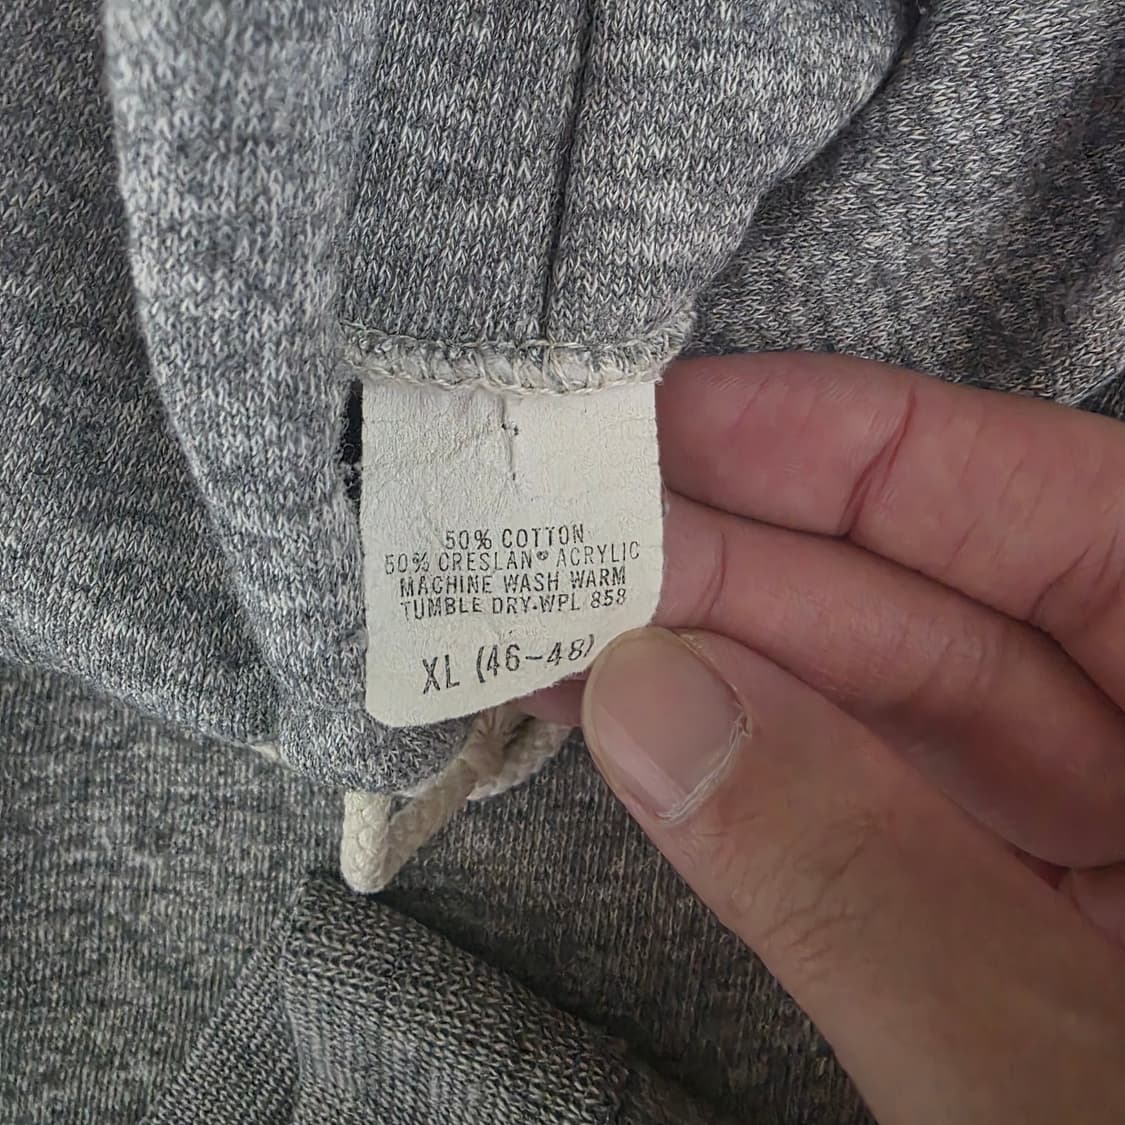 50% COTTON
50% CRESLAN® ACRYLIC
MACHINE WASH WARM
TUMBLE DRY·WPL 858
XL (46-48)